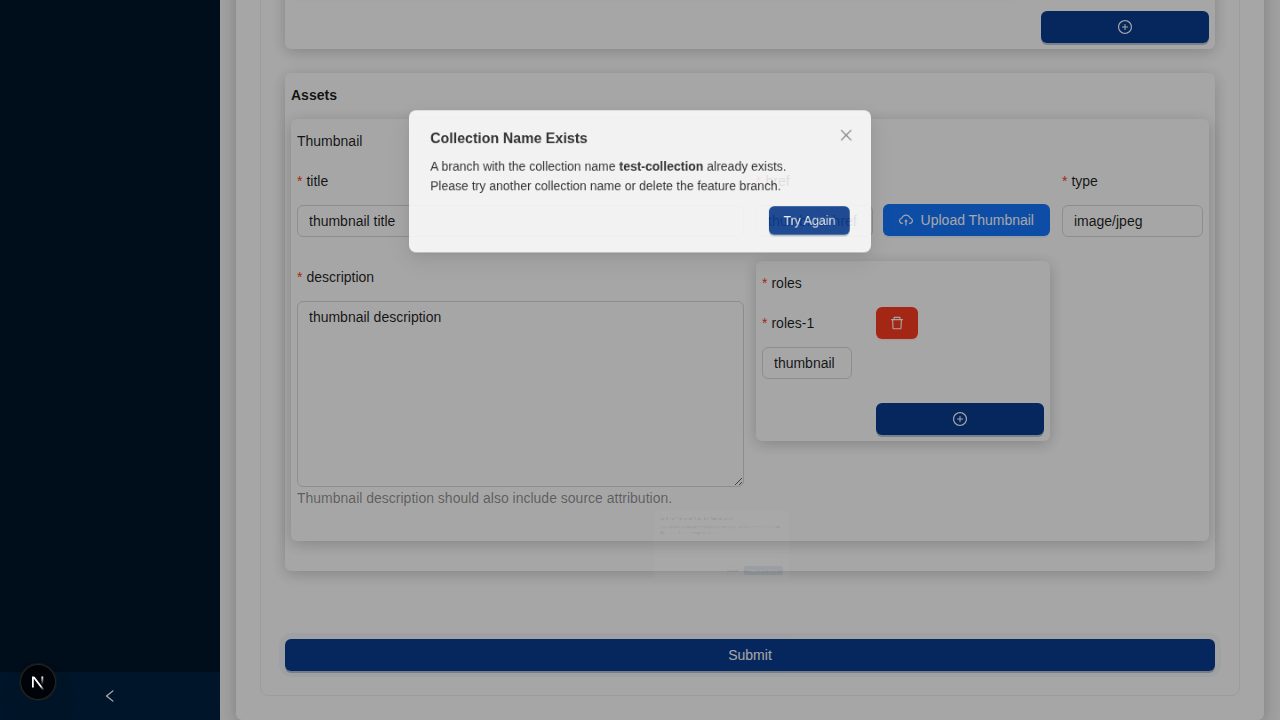 Assets
Collection Name Exists
A branch with the collection name test-collection already exists.
Please try another collection name or delete the feature branch.
Try Again
Thumbnail
* title
* href
* type
thumbnail title
Upload Thumbnail
image/jpeg
* description
thumbnail description
* roles
* roles-1
thumbnail
Thumbnail description should also include source attribution.
Submit
N